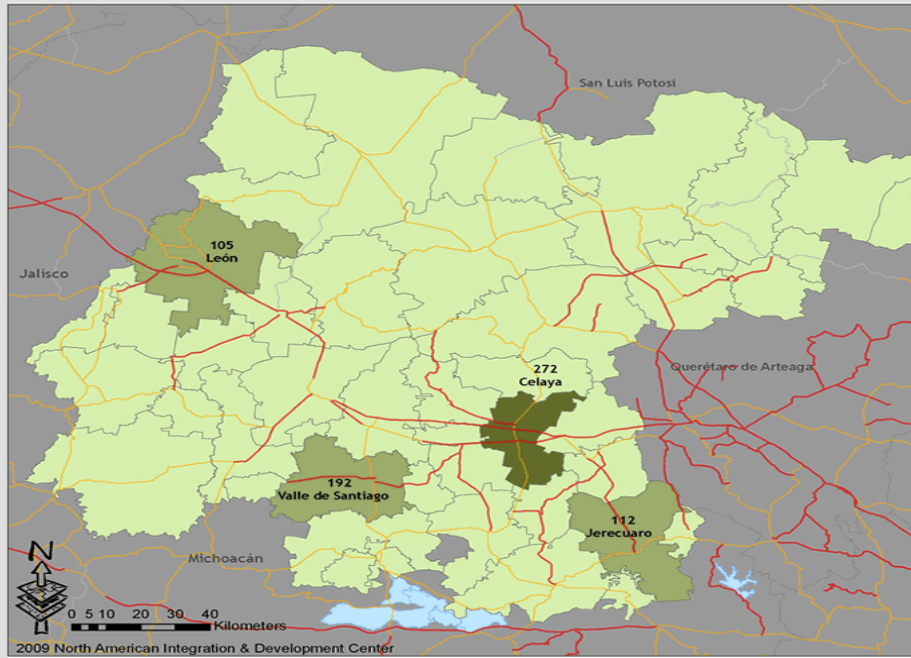 San Luis Potosí
105
León
Jalisco
Querétaro de Arteaga
272
Celaya
192
Valle de Santiago
112
Jerecuaro
Michoacán
N
0 5 10 20 30 40
Kilometers
2009 North American Integration & Development Center